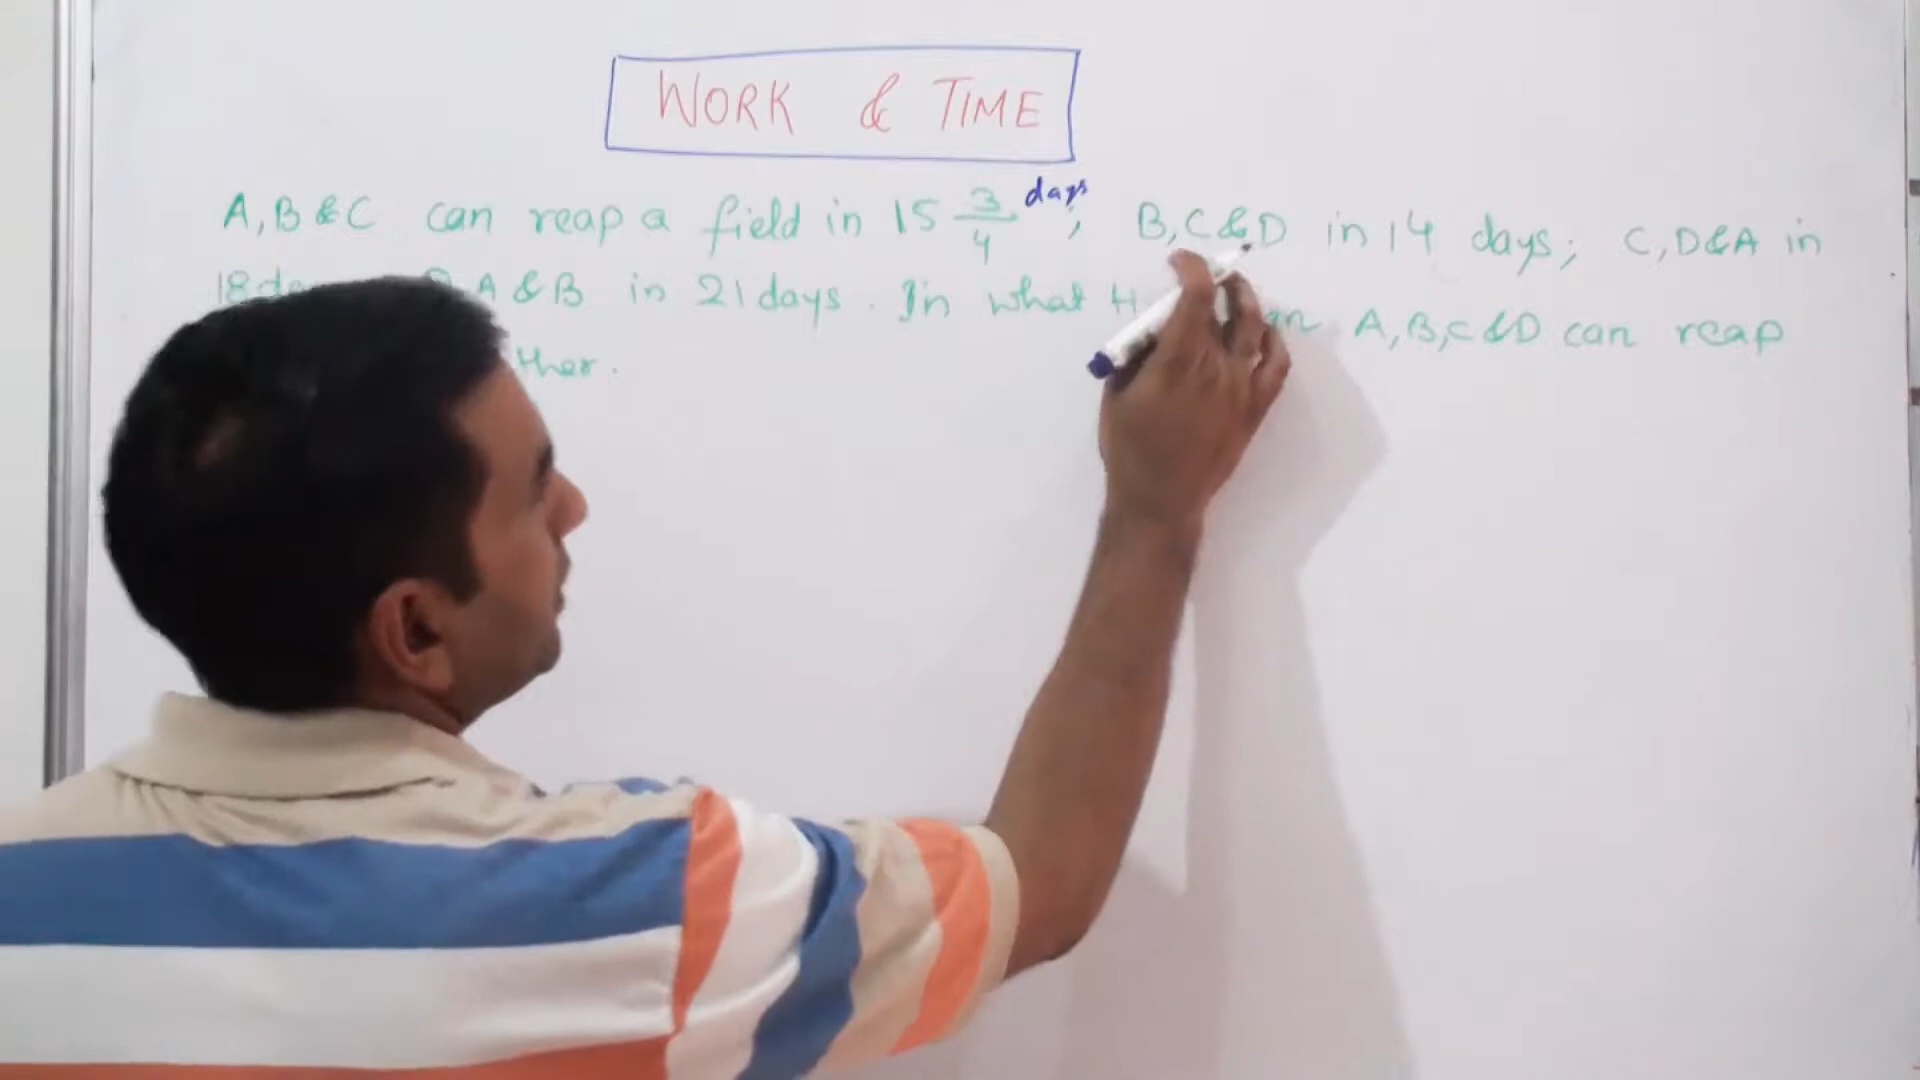 WORK & TIME
A, B & C can reap a field in 15 3/4 days; B, C & D in 14 days; C, D & A in
A & B in 21 days. In what can A, B, C & D can reap